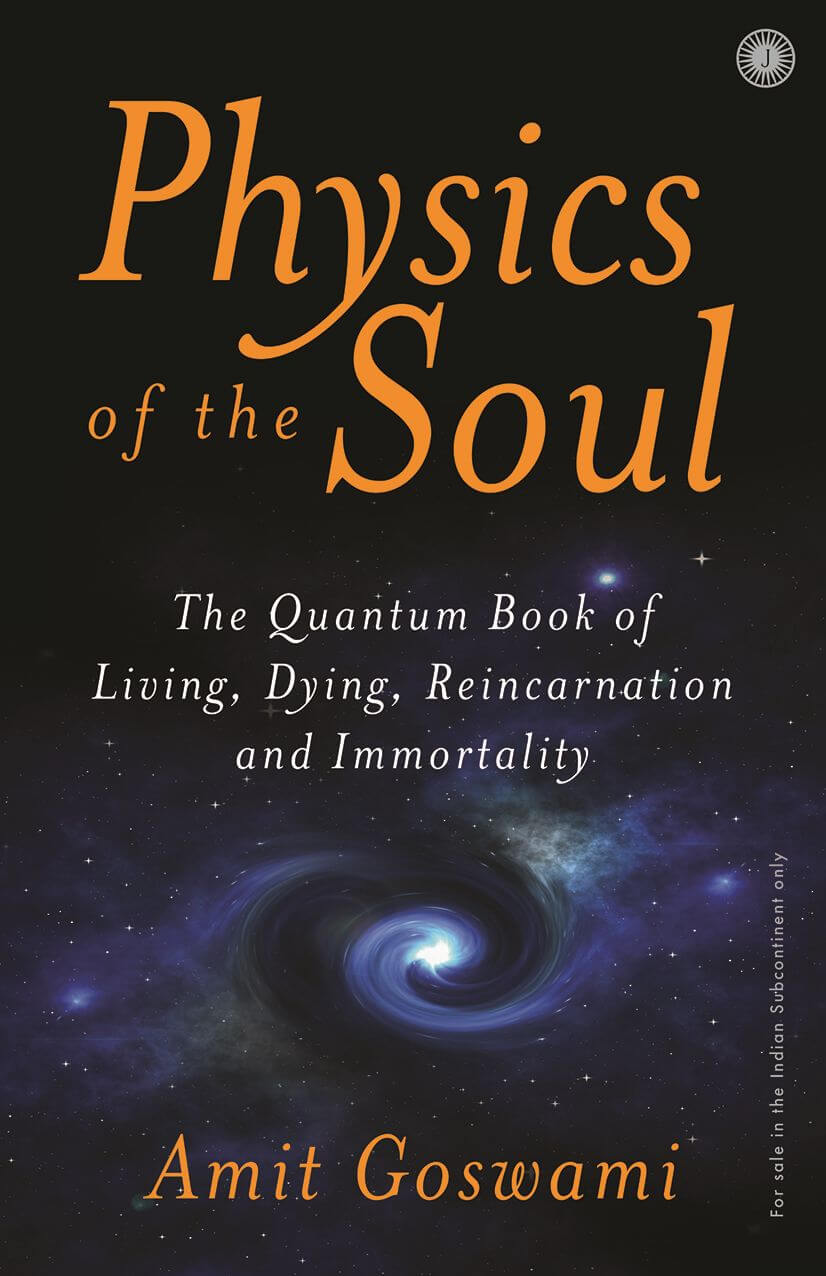 J
Physics
of the Soul
The Quantum Book of
Living, Dying, Reincarnation
and Immortality
For sale in the Indian Subcontinent only
Amit Goswami